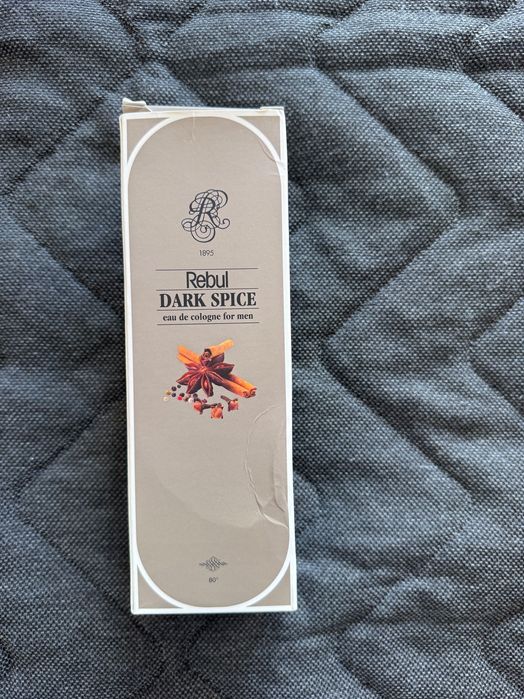 R
1895
Rebul
DARK SPICE
eau de cologne for men
80°